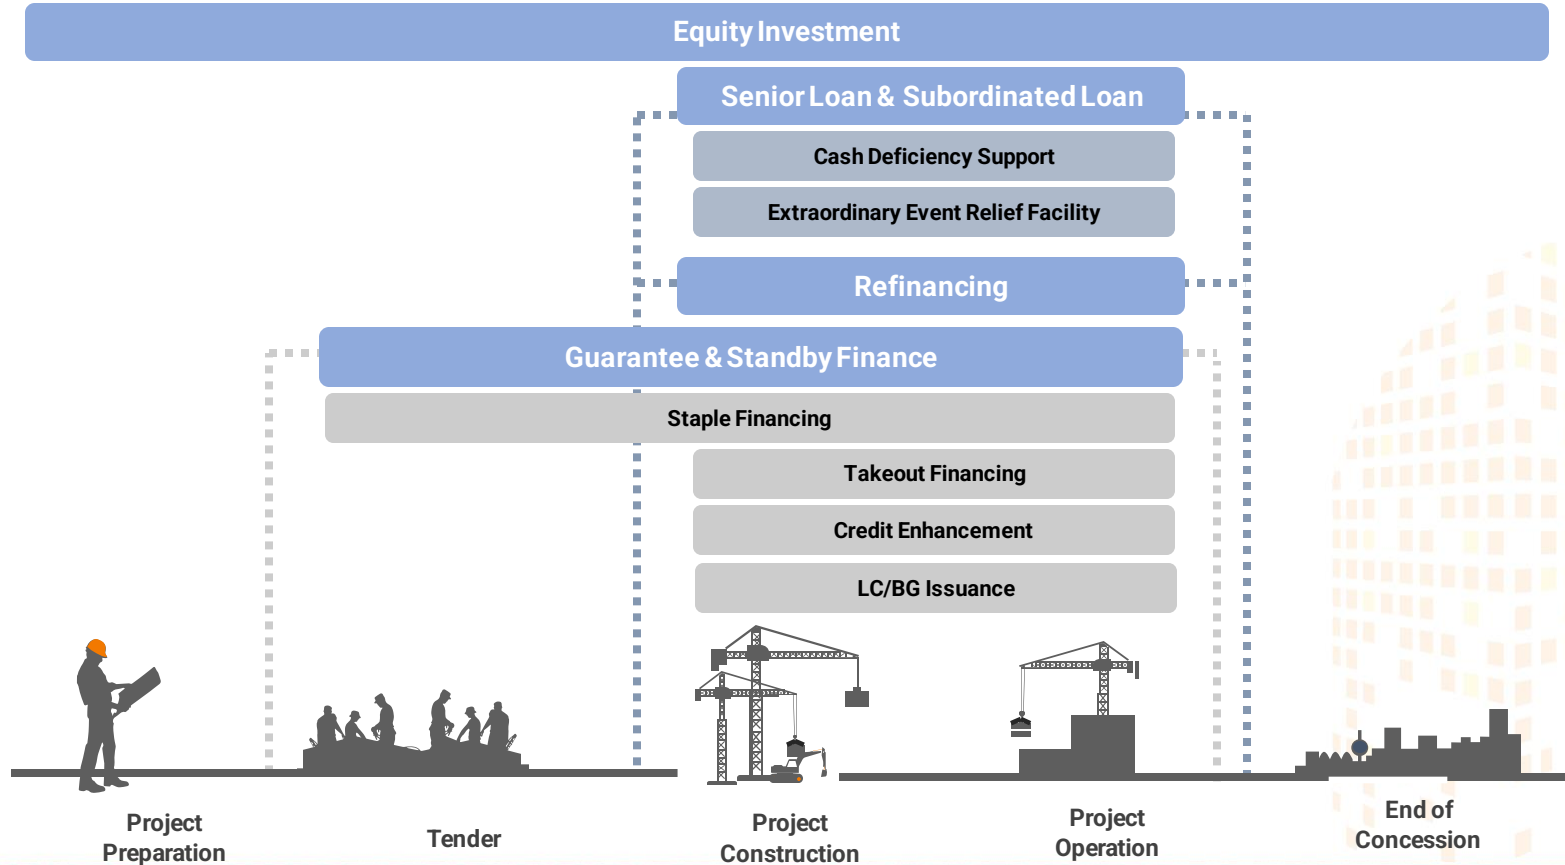 Equity Investment
Senior Loan & Subordinated Loan
Cash Deficiency Support
Extraordinary Event Relief Facility
Refinancing
Guarantee & Standby Finance
Staple Financing
Takeout Financing
Credit Enhancement
LC/BG Issuance
Project
Preparation
Tender
Project
Construction
Project
Operation
End of
Concession